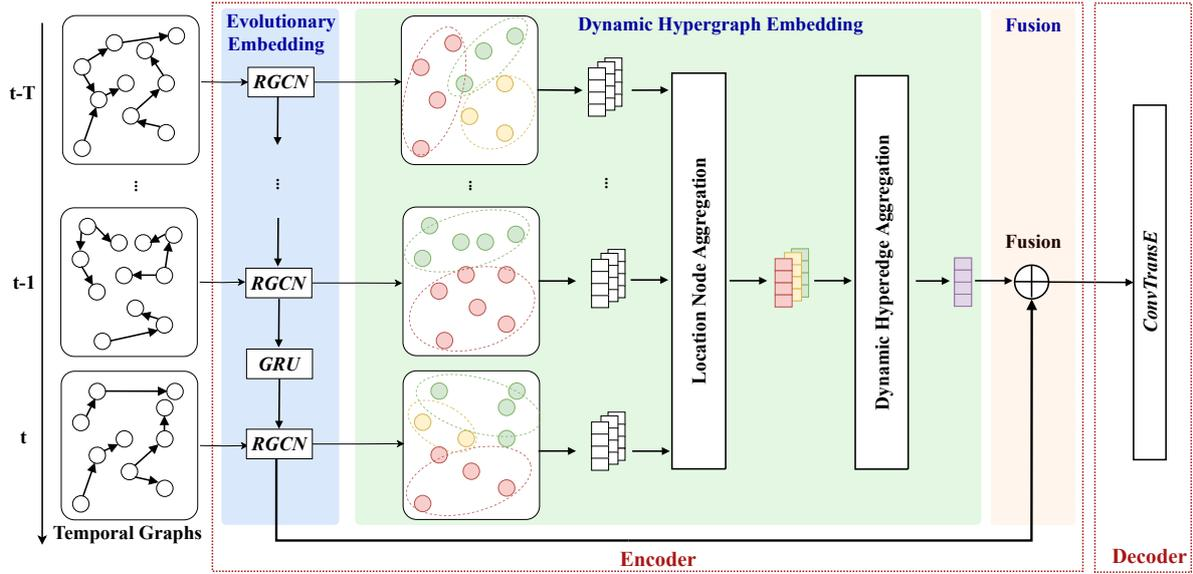 Evolutionary
Embedding
Dynamic Hypergraph Embedding
Fusion
t-T
RGCN
...
...
...
...
t-1
RGCN
GRU
t
RGCN
Location Node Aggregation
Dynamic Hyperedge Aggregation
Fusion
ConvTransE
Temporal Graphs
Encoder
Decoder